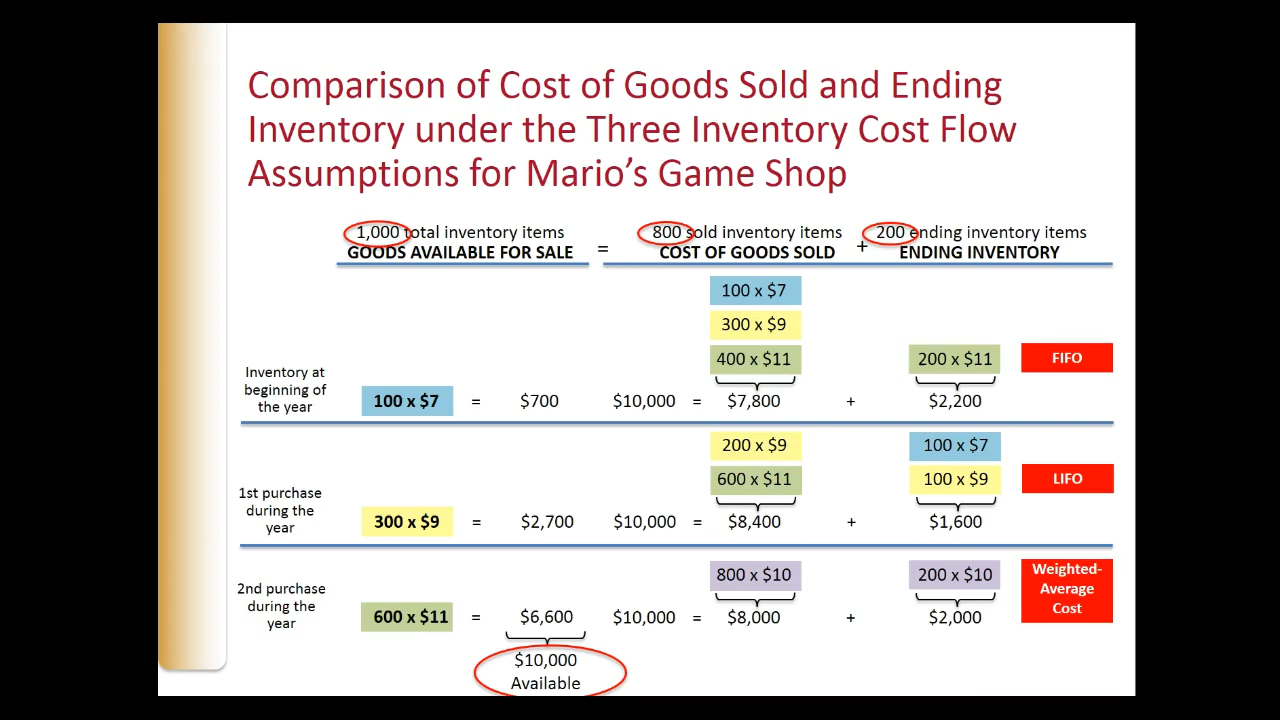 Comparison of Cost of Goods Sold and Ending
Inventory under the Three Inventory Cost Flow
Assumptions for Mario's Game Shop
1,000 total inventory items
GOODS AVAILABLE FOR SALE
=
800 sold inventory items
COST OF GOODS SOLD
+
200 ending inventory items
ENDING INVENTORY
100 x $7
300 x $9
400 x $11 200 x $11 FIFO
Inventory at
beginning of
the year
100 x $7 = $700 $10,000 = $7,800 + $2,200
200 x $9 100 x $7
600 x $11 100 x $9 LIFO
1st purchase
during the
year
300 x $9 = $2,700 $10,000 = $8,400 + $1,600
800 x $10 200 x $10
Weighted-
Average
Cost
2nd purchase
during the
year
600 x $11 = $6,600 $10,000 = $8,000 + $2,000
$10,000
Available